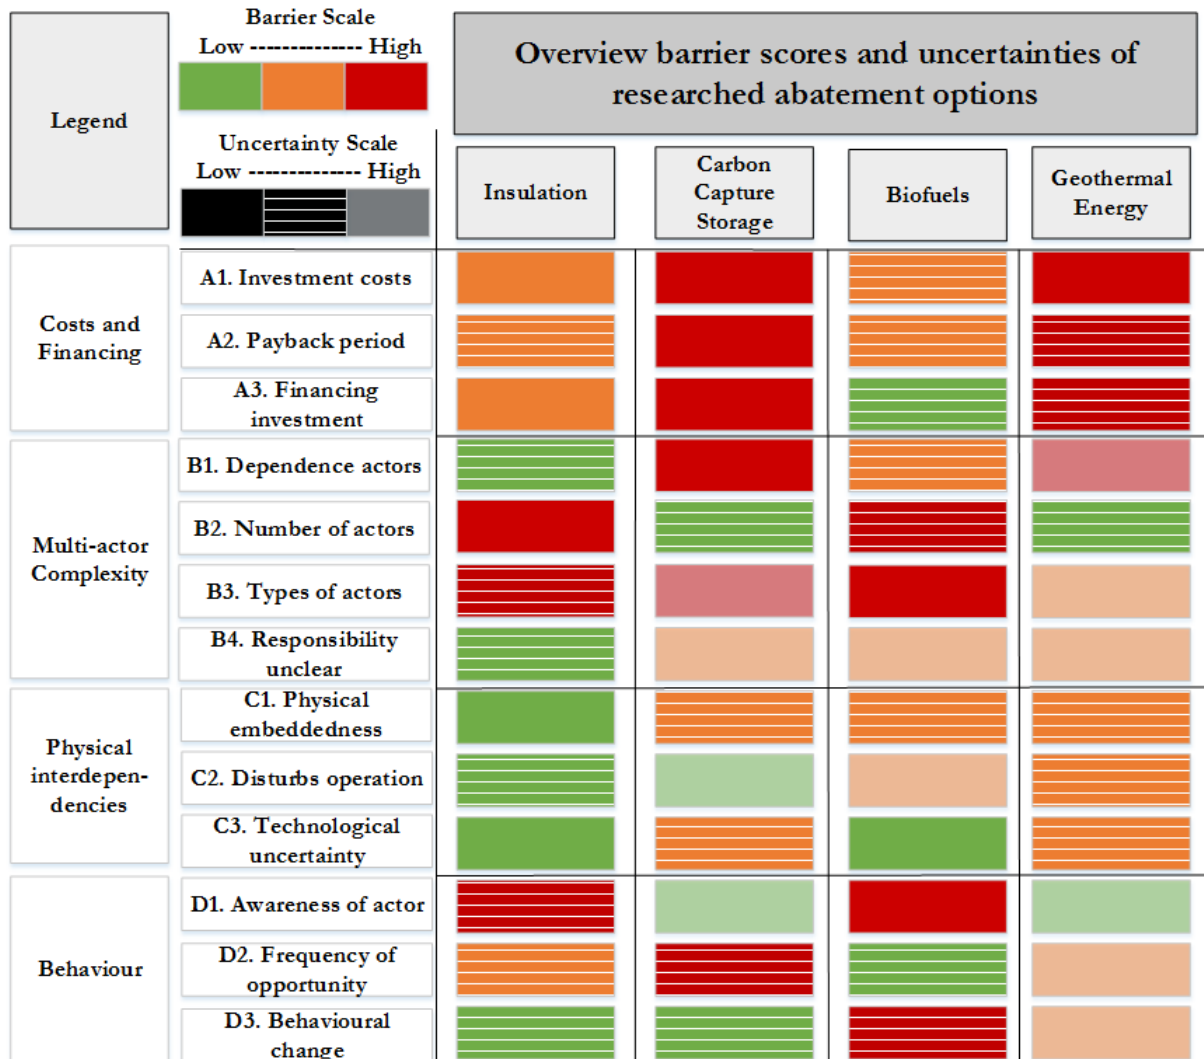 Legend
Barrier Scale
Low -------------- High
Uncertainty Scale
Low -------------- High
Overview barrier scores and uncertainties of
researched abatement options
Insulation
Carbon
Capture
Storage
Biofuels
Geothermal
Energy
Costs and
Financing
A1. Investment costs
A2. Payback period
A3. Financing
investment
Multi-actor
Complexity
B1. Dependence actors
B2. Number of actors
B3. Types of actors
B4. Responsibility
unclear
Physical
interdepen-
dencies
C1. Physical
embeddedness
C2. Disturbs operation
C3. Technological
uncertainty
Behaviour
D1. Awareness of actor
D2. Frequency of
opportunity
D3. Behavioural
change